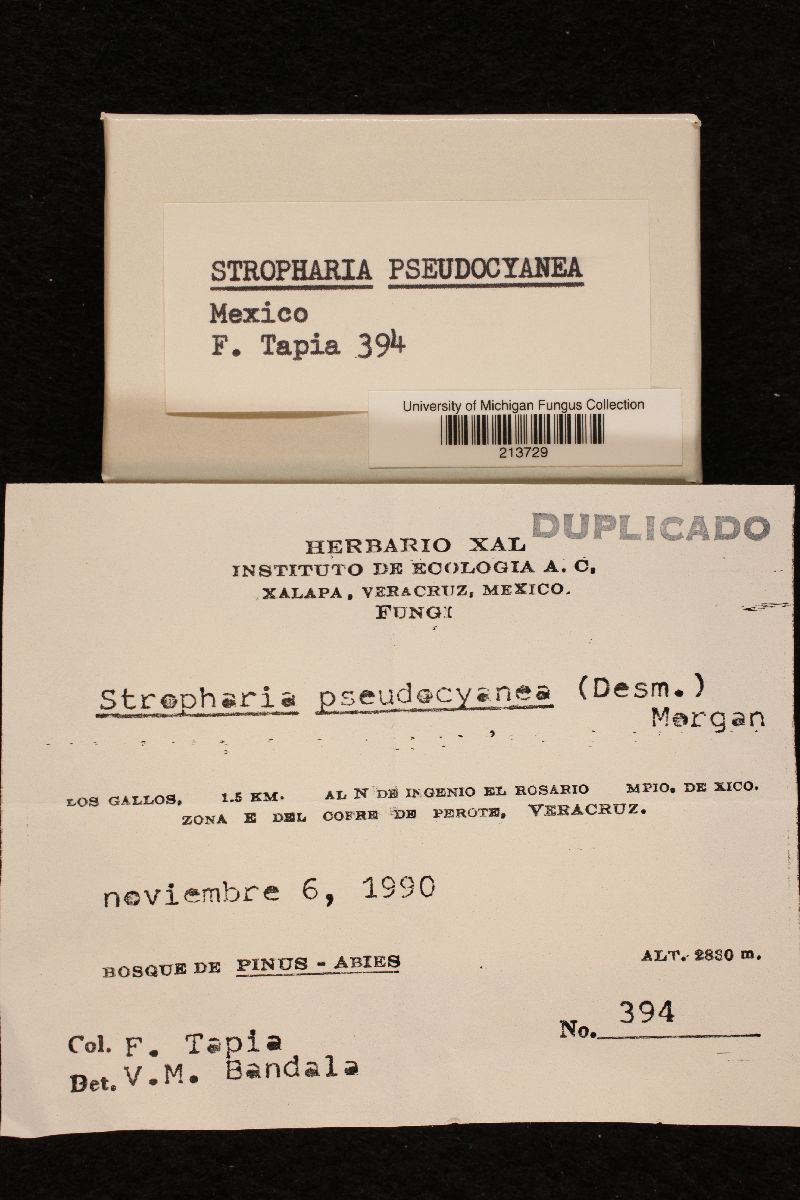 STROPHARIA PSEUDOCYANEA
Mexico
F. Tapia 394
University of Michigan Fungus Collection
213729
DUPLICADO
HERBARIO XAL
INSTITUTO DE ECOLOGIA A. C,
XALAPA, VERACRUZ, MEXICO.
FUNGI
Stropharia pseudocyanea (Desm.)
Morgan
LOS GALLOS, 1.5 KM. AL N DE INGENIO EL ROSARIO MPIO. DE XICO.
ZONA E DEL COFRE DE PEROTE, VERACRUZ.
noviembre 6, 1990
BOSQUE DE PINUS - ABIES
ALT. 2880 m.
No. 394
Col. F. Tapia
Det. V.M. Bandala